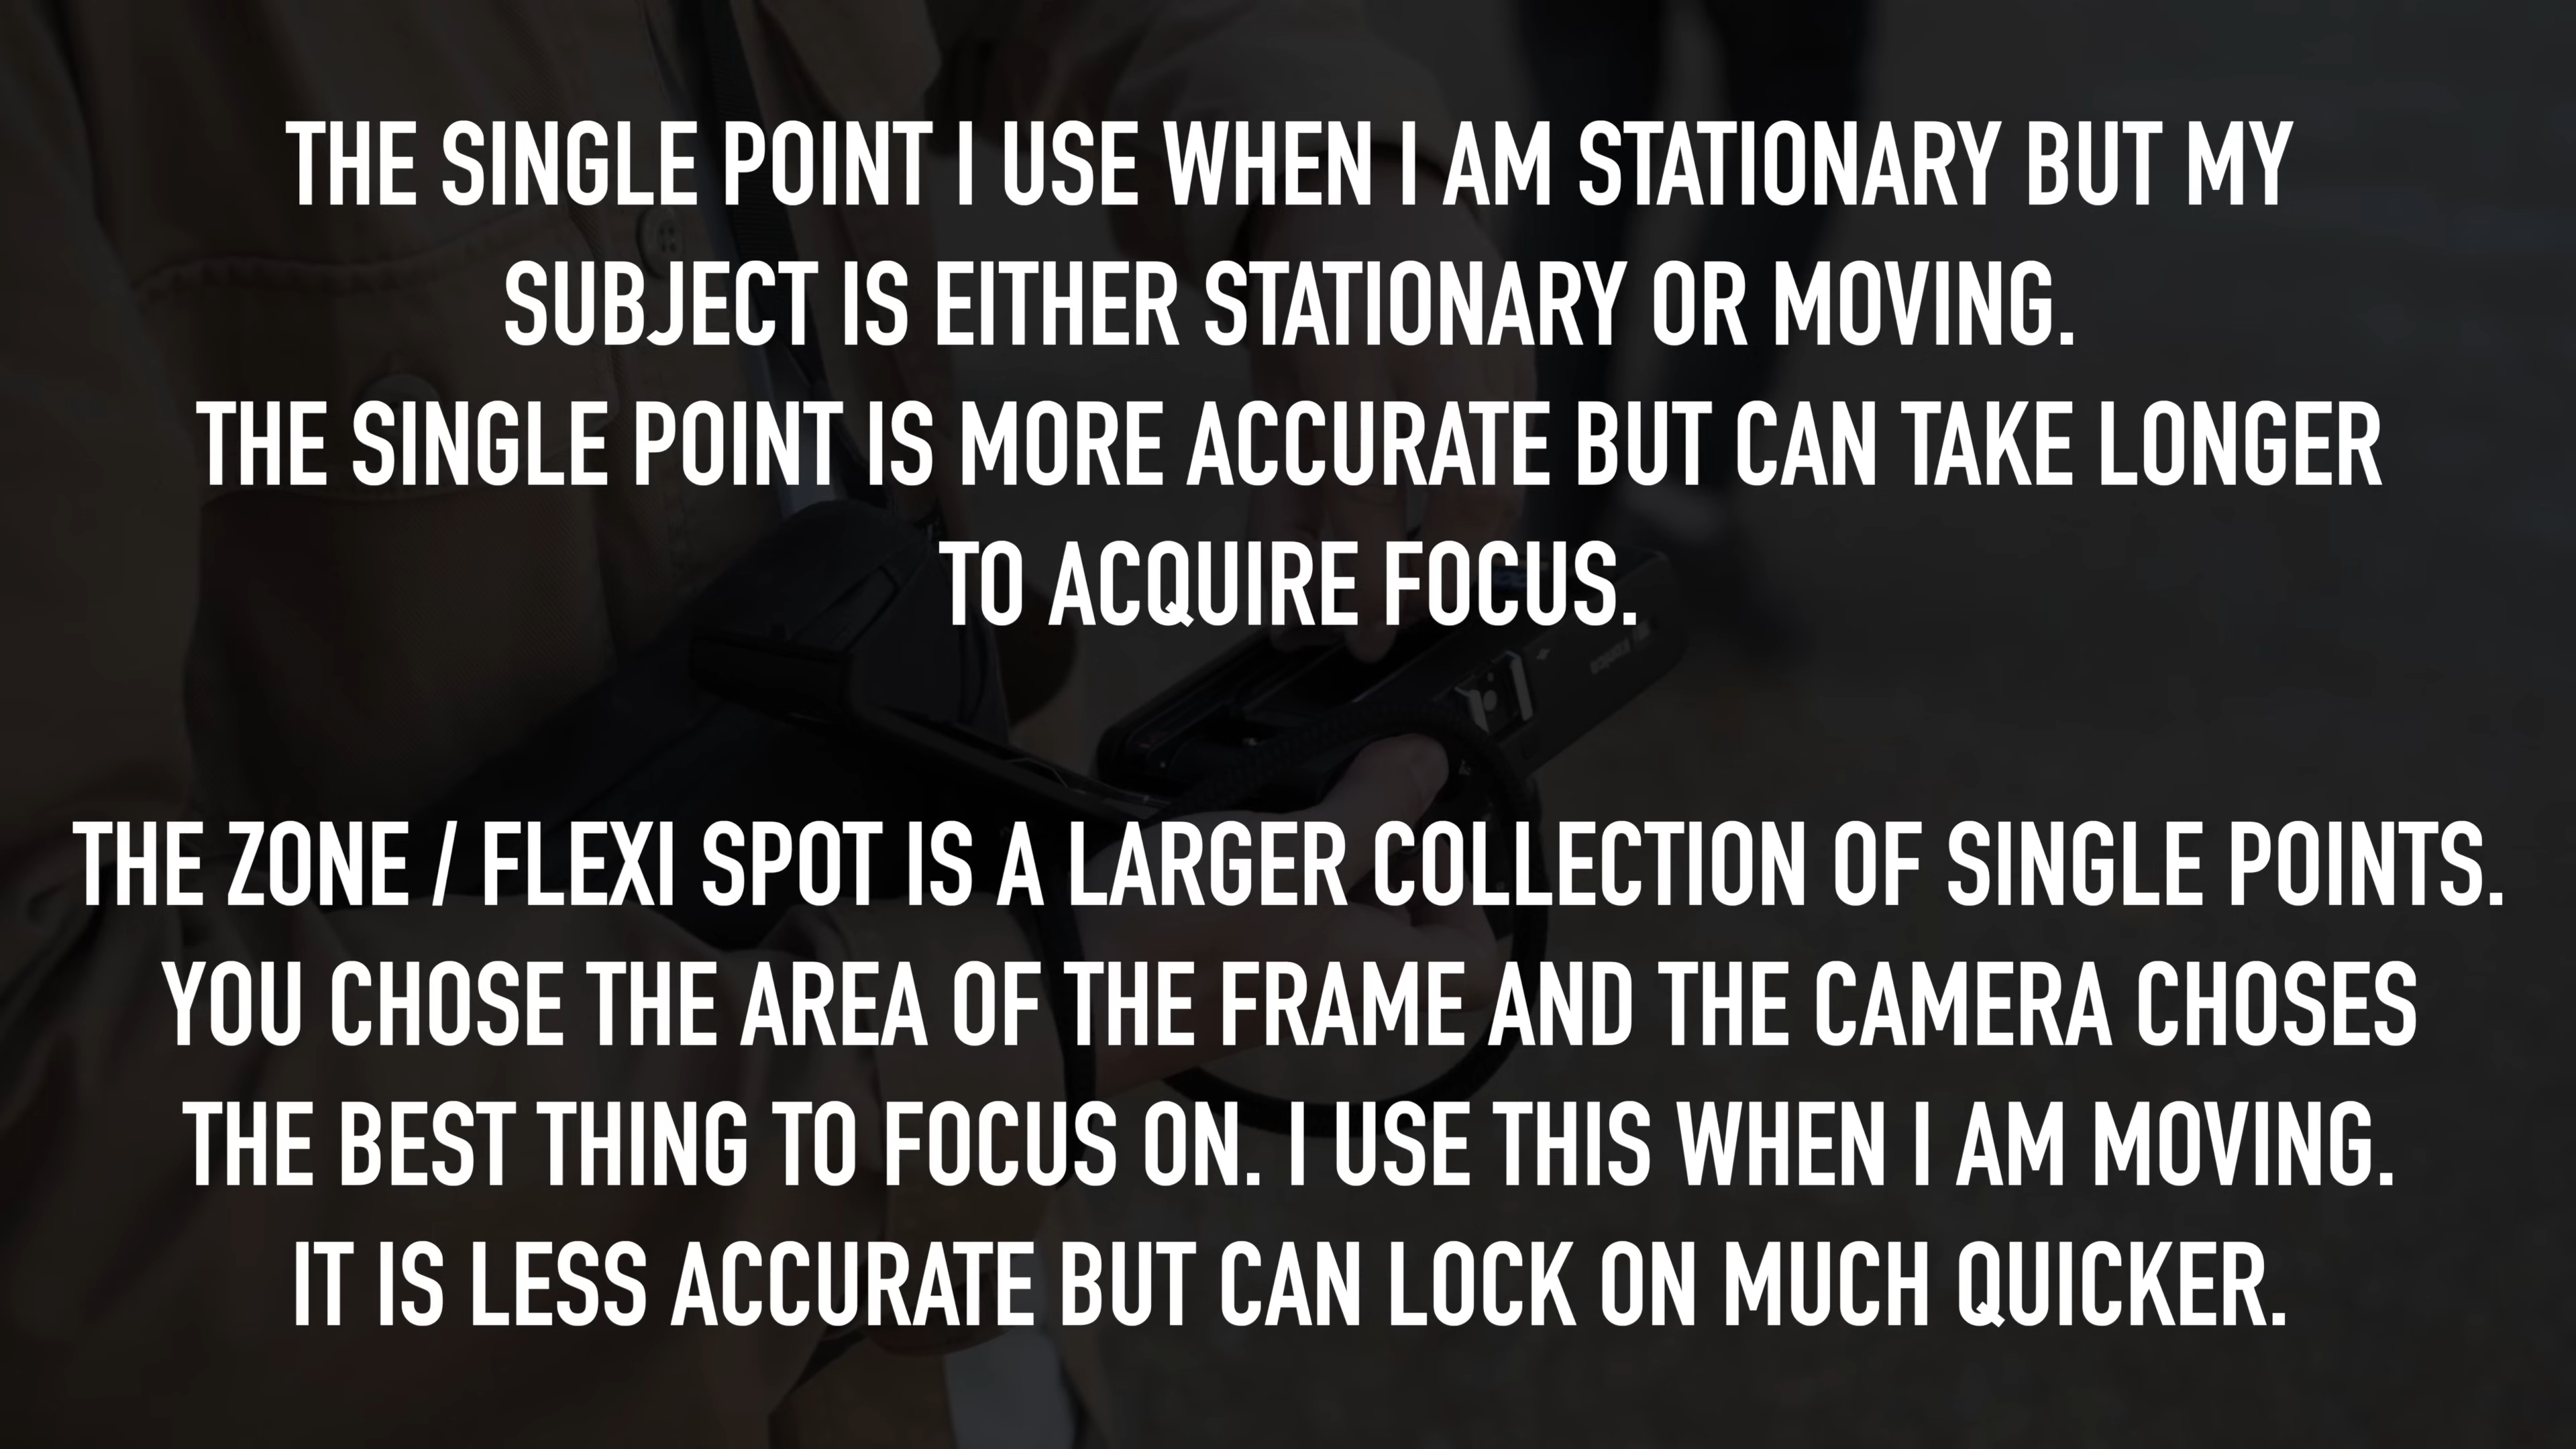 THE SINGLE POINT I USE WHEN I AM STATIONARY BUT MY
SUBJECT IS EITHER STATIONARY OR MOVING.
THE SINGLE POINT IS MORE ACCURATE BUT CAN TAKE LONGER
TO ACQUIRE FOCUS.
THE ZONE / FLEXI SPOT IS A LARGER COLLECTION OF SINGLE POINTS.
YOU CHOSE THE AREA OF THE FRAME AND THE CAMERA CHOSES
THE BEST THING TO FOCUS ON. I USE THIS WHEN I AM MOVING.
IT IS LESS ACCURATE BUT CAN LOCK ON MUCH QUICKER.